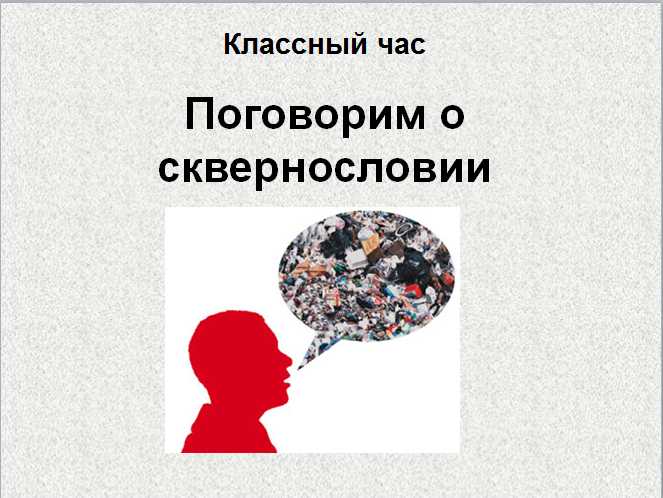 Классный час
Поговорим о
сквернословии